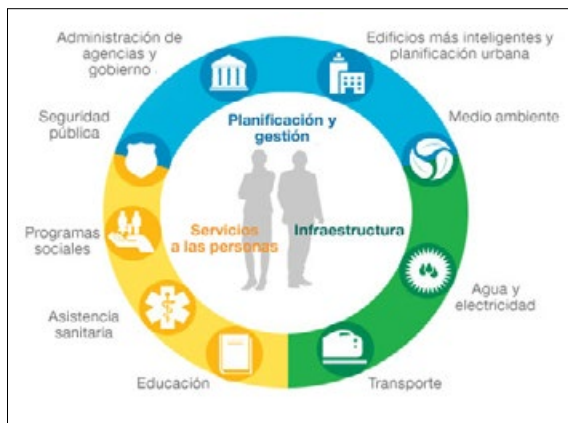 Administración de
agencias y
gobierno
Edificios más inteligentes y
planificación urbana
Seguridad
pública
Planificación y
gestión
Medio ambiente
Programas
sociales
Servicios
a las personas
Infraestructura
Asistencia
sanitaria
Agua y
electricidad
Educación
Transporte